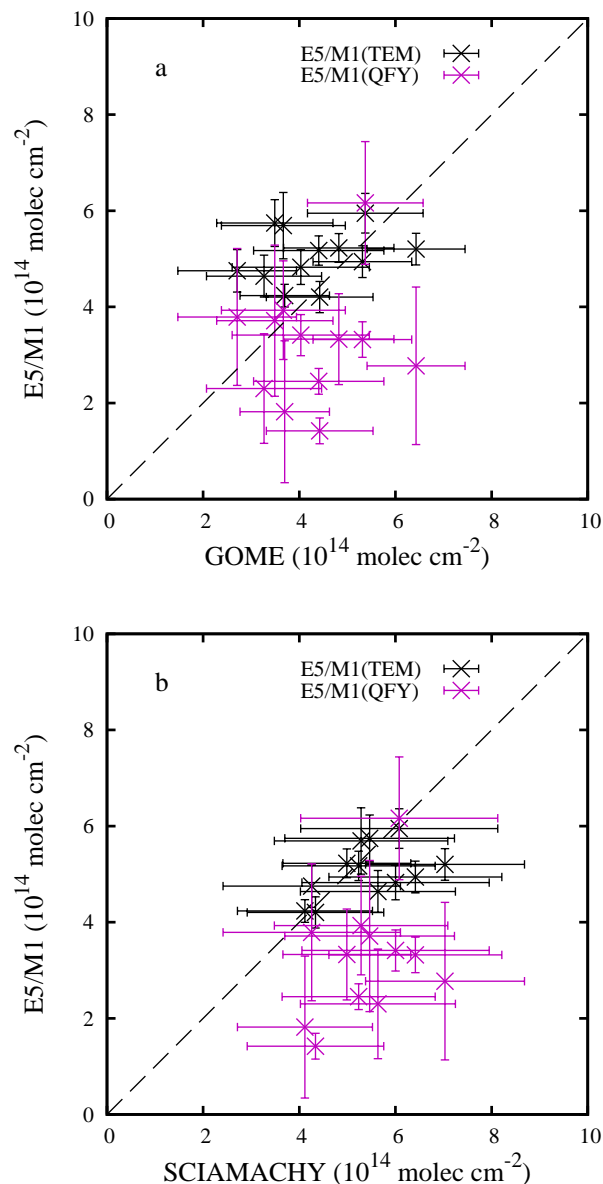 10
8
6
4
2
0
E5/M1 (10^14 molec cm^-2)
a
E5/M1(TEM)
E5/M1(QFY)
0 2 4 6 8 10
GOME (10^14 molec cm^-2)
10
8
6
4
2
0
E5/M1 (10^14 molec cm^-2)
b
E5/M1(TEM)
E5/M1(QFY)
0 2 4 6 8 10
SCIAMACHY (10^14 molec cm^-2)